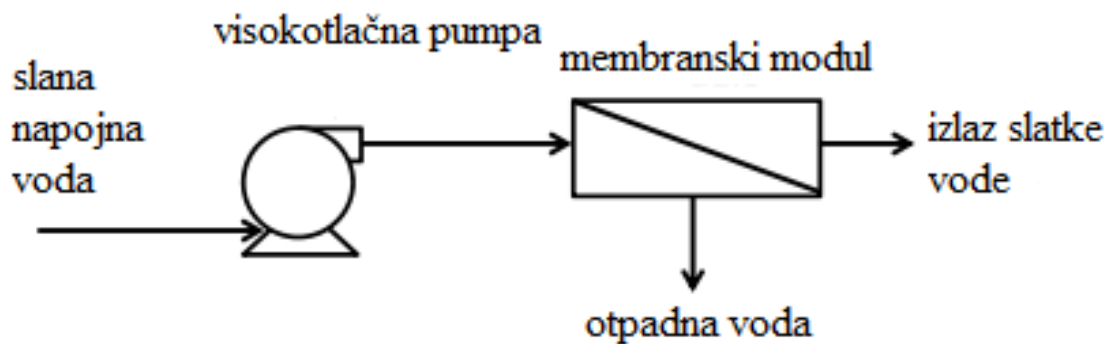 visokotlačna pumpa
slana
napojna
voda
membranski modul
izlaz slatke
vode
otpadna voda